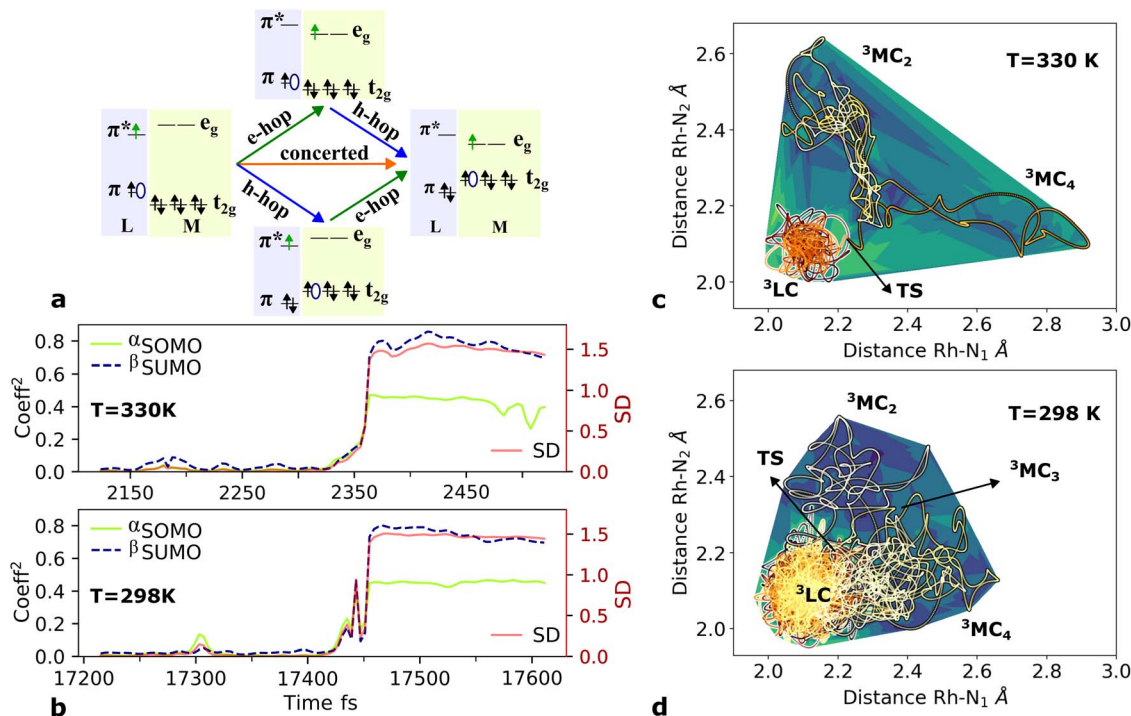 π*
e_g
π
t_2g
π*
e_g
π
t_2g
L
M
e-hop
h-hop
concerted
h-hop
e-hop
π*
e_g
π
t_2g
L
M
π*
e_g
π
t_2g
a
0.8
0.6
0.4
0.2
0.0
Coeff²
αSOMO
βSUMO
T=330K
SD
1.5
1.0
0.5
0.0
SD
2150
2250
2350
2450
0.8
0.6
0.4
0.2
0.0
Coeff²
αSOMO
βSUMO
T=298K
SD
1.5
1.0
0.5
0.0
SD
17200
17300
17400
17500
17600
Time fs
b
2.6
2.4
2.2
2.0
Distance Rh-N₂ Å
³MC₂
T=330 K
³MC₄
³LC
TS
2.0
2.2
2.4
2.6
2.8
3.0
Distance Rh-N₁ Å
c
2.6
2.4
2.2
2.0
Distance Rh-N₂ Å
³MC₂
T=298 K
TS
³MC₃
³LC
³MC₄
2.0
2.2
2.4
2.6
2.8
3.0
Distance Rh-N₁ Å
d